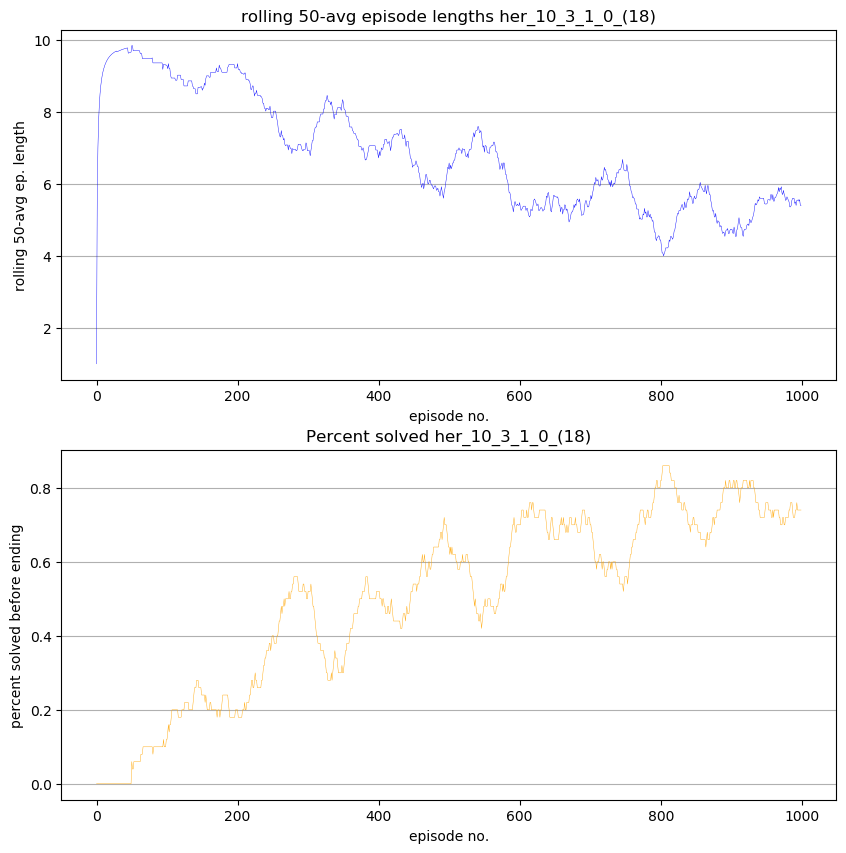 rolling 50-avg episode lengths her_10_3_1_0_(18)
rolling 50-avg ep. length
10
8
6
4
2
0 200 400 600 800 1000
episode no.
Percent solved her_10_3_1_0_(18)
percent solved before ending
0.8
0.6
0.4
0.2
0.0
0 200 400 600 800 1000
episode no.